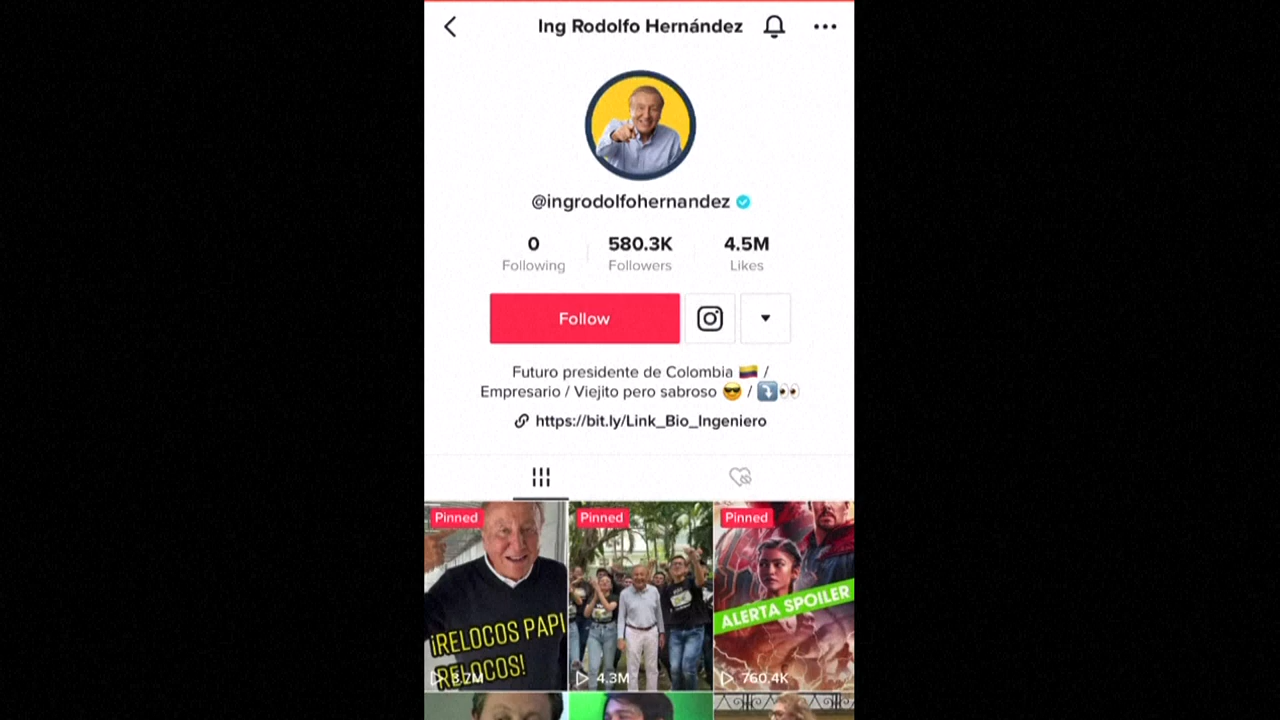 Ing Rodolfo Hernández
@ingrodolfohernandez
0 580.3K 4.5M
Following Followers Likes
Follow
Futuro presidente de Colombia 🇨🇴 /
Empresario / Viejito pero sabroso 😎 / ⤵️👀
https://bit.ly/Link_Bio_Ingeniero
Pinned Pinned Pinned
¡RELOCOS PAPI
RELOCOS!
ALERTA SPOILER
4.3M 760.4K